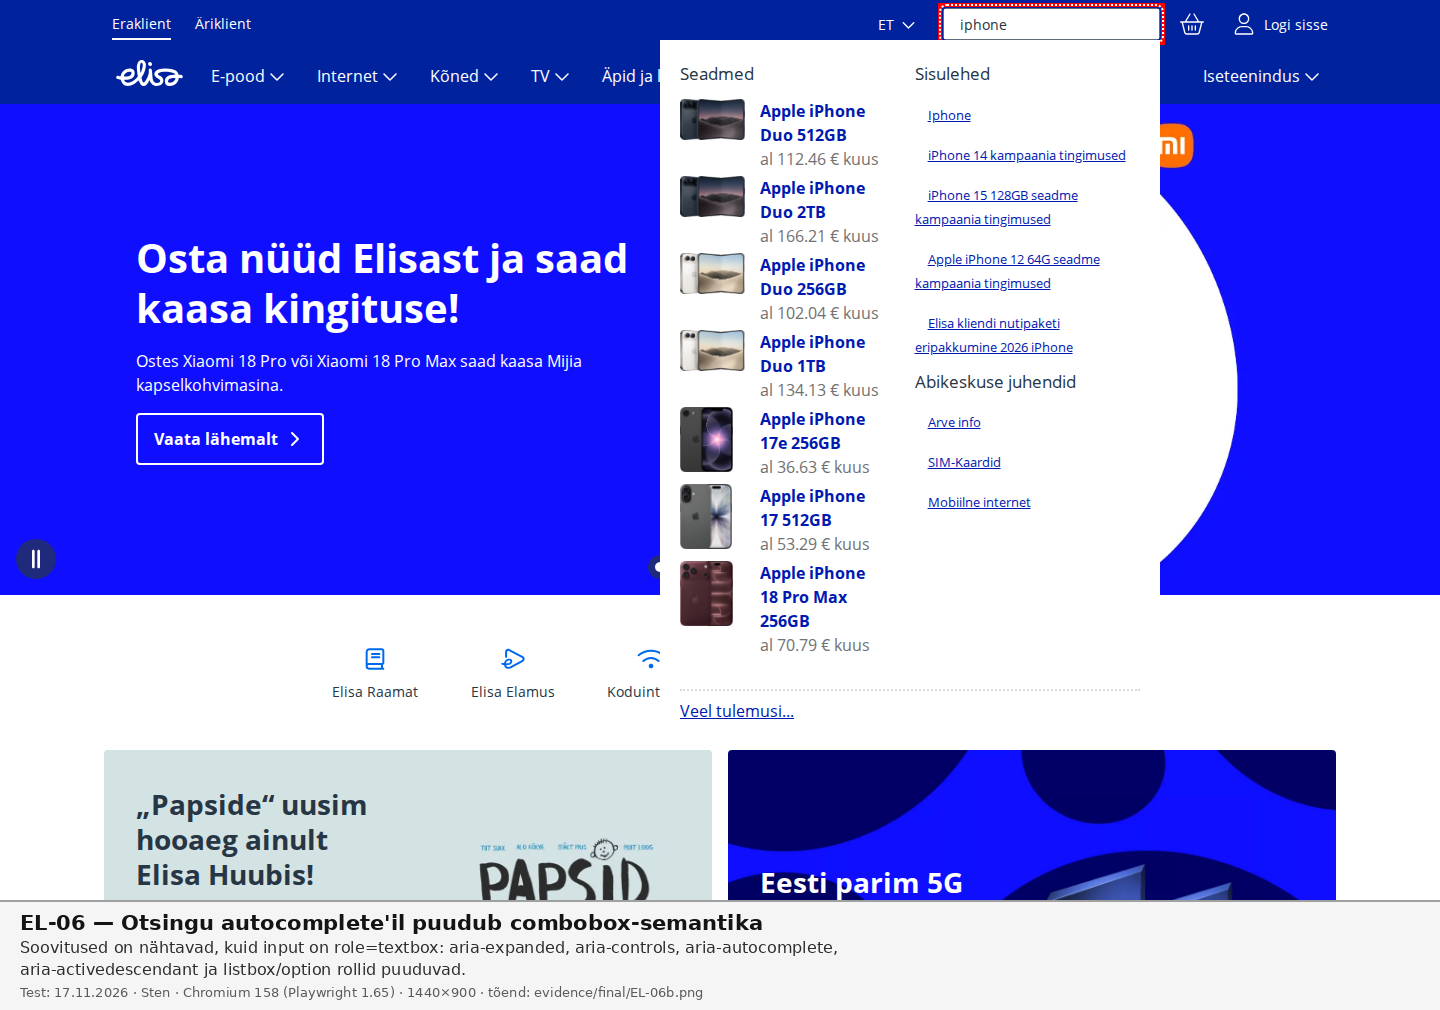 Eraklient
Äriklient
ET
iphone
Logi sisse
elisa
E-pood
Internet
Kõned
TV
Äpid ja
Iseteenindus
Osta nüüd Elisast ja saad
kaasa kingituse!
Ostes Xiaomi 18 Pro või Xiaomi 18 Pro Max saad kaasa Mijia
kapselkohvimasina.
Vaata lähemalt
Seadmed
Apple iPhone
Duo 512GB
al 112.46 € kuus
Apple iPhone
Duo 2TB
al 166.21 € kuus
Apple iPhone
Duo 256GB
al 102.04 € kuus
Apple iPhone
Duo 1TB
al 134.13 € kuus
Apple iPhone
17e 256GB
al 36.63 € kuus
Apple iPhone
17 512GB
al 53.29 € kuus
Apple iPhone
18 Pro Max
256GB
al 70.79 € kuus
Sisulehed
Iphone
iPhone 14 kampaania tingimused
iPhone 15 128GB seadme
kampaania tingimused
Apple iPhone 12 64G seadme
kampaania tingimused
Elisa kliendi nutipaketi
eripakkumine 2026 iPhone
Abikeskuse juhendid
Arve info
SIM-Kaardid
Mobiilne internet
Veel tulemusi...
mi
Elisa Raamat
Elisa Elamus
Koduint
„Papside“ uusim
hooaeg ainult
Elisa Huubis!
PAPSID
Eesti parim 5G
EL-06 — Otsingu autocomplete'il puudub combobox-semantika
Soovitused on nähtavad, kuid input on role=textbox: aria-expanded, aria-controls, aria-autocomplete,
aria-activedescendant ja listbox/option rollid puuduvad.
Test: 17.11.2026 · Sten · Chromium 158 (Playwright 1.65) · 1440×900 · tõend: evidence/final/EL-06b.png